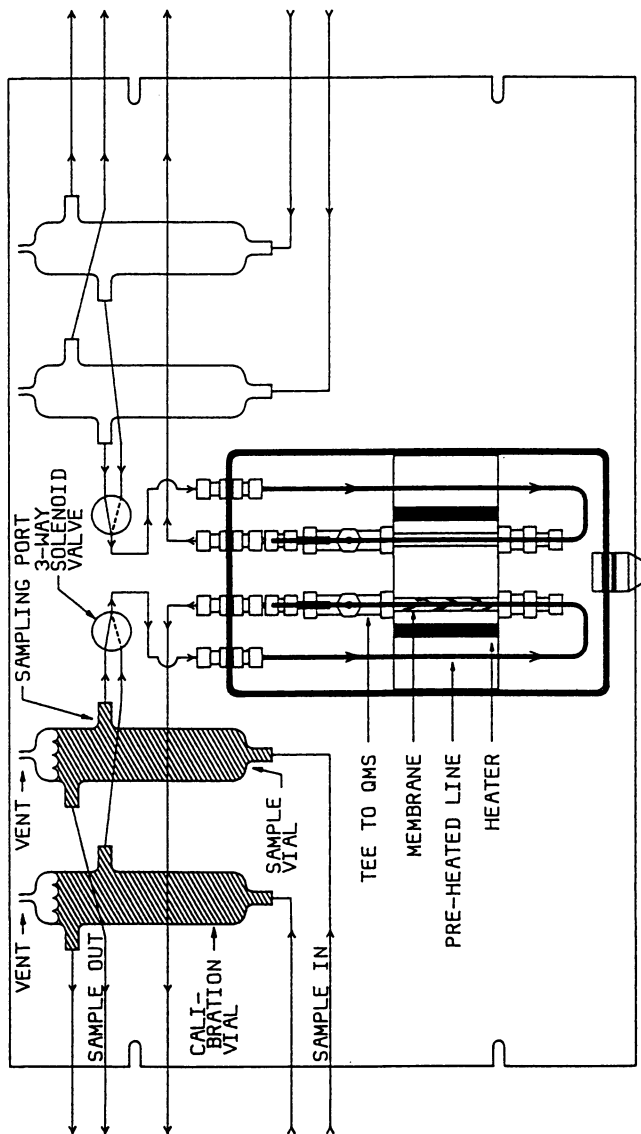 SAMPLING PORT
3-WAY
SOLENOID
VALVE
VENT
VENT
SAMPLE
VIAL
CALI-
BRATION
VIAL
SAMPLE OUT
SAMPLE IN
TEE TO QMS
MEMBRANE
PRE-HEATED LINE
HEATER